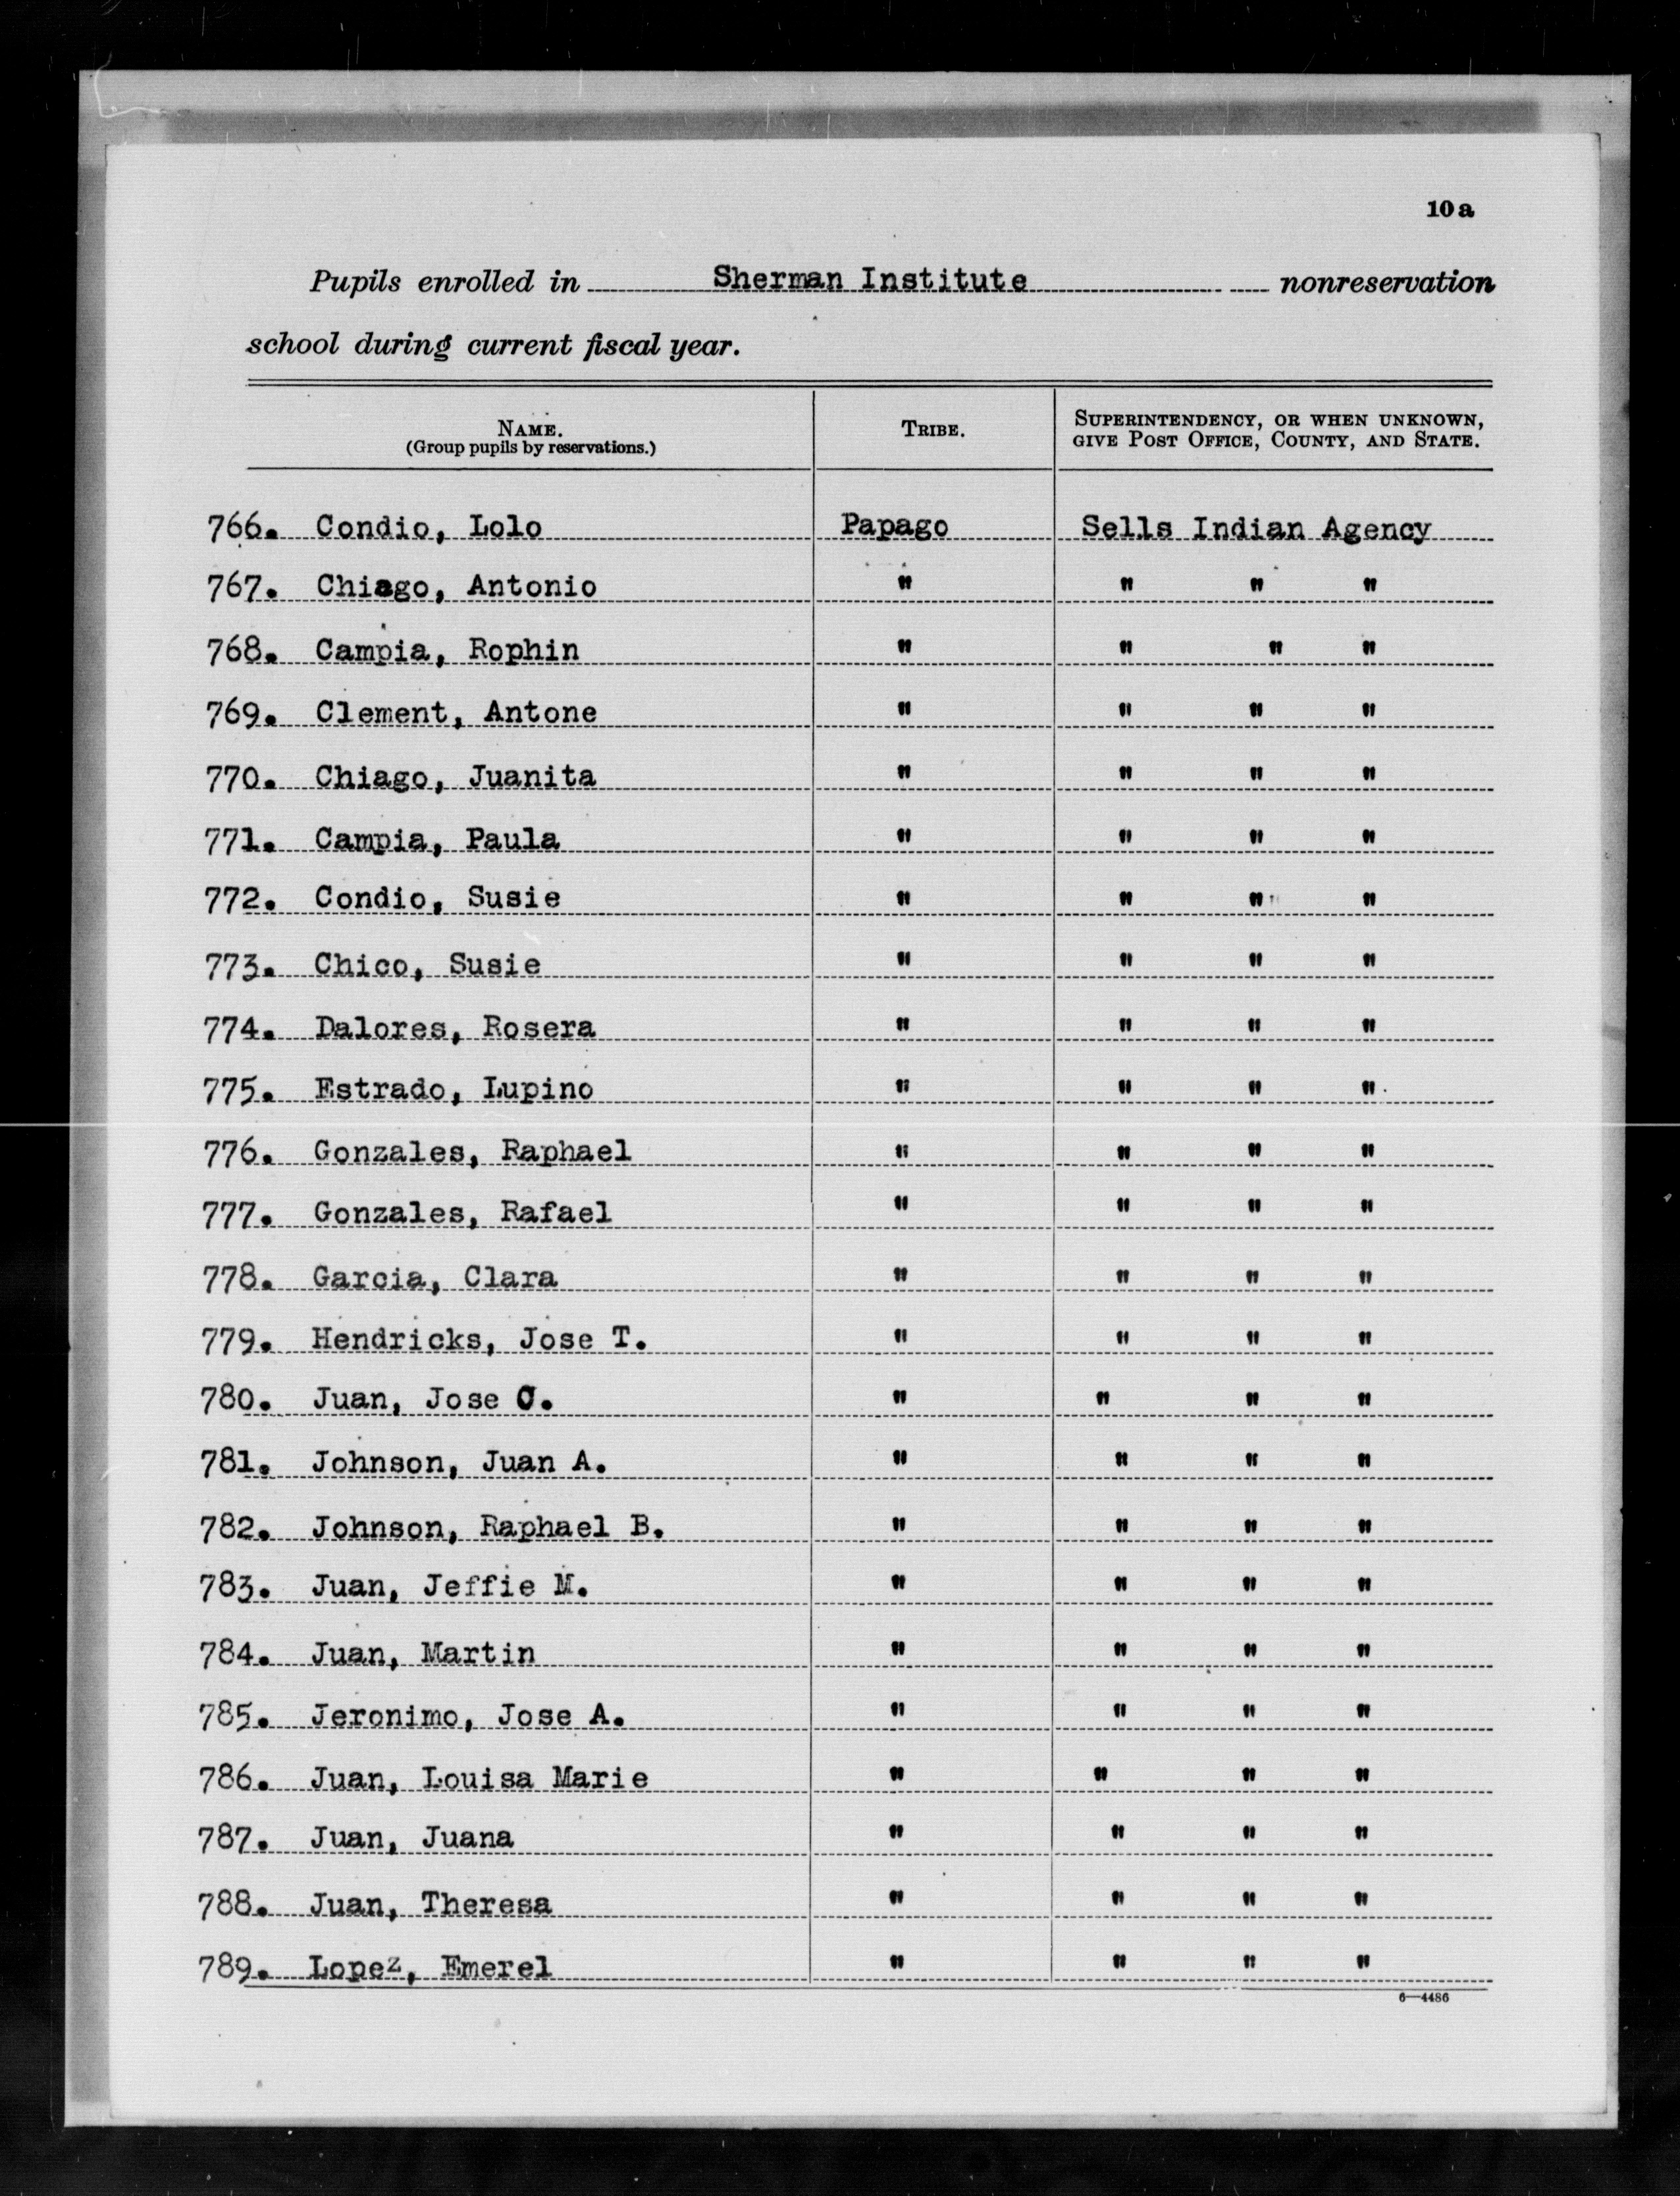 10a
Pupils enrolled in Sherman Institute nonreservation
school during current fiscal year.
NAME. TRIBE. SUPERINTENDENCY, OR WHEN UNKNOWN,
(Group pupils by reservations.) GIVE POST OFFICE, COUNTY, AND STATE.
766. Condio, Lolo Papago Sells Indian Agency
767. Chiago, Antonio " " " "
768. Campia, Rophin " " " "
769. Clement, Antone " " " "
770. Chiago, Juanita " " " "
771. Campia, Paula " " " "
772. Condio, Susie " " " "
773. Chico, Susie " " " "
774. Dalores, Rosera " " " "
775. Estrado, Lupino " " " "
776. Gonzales, Raphael " " " "
777. Gonzales, Rafael " " " "
778. Garcia, Clara " " " "
779. Hendricks, Jose T. " " " "
780. Juan, Jose C. " " " "
781. Johnson, Juan A. " " " "
782. Johnson, Raphael B. " " " "
783. Juan, Jeffie M. " " " "
784. Juan, Martin " " " "
785. Jeronimo, Jose A. " " " "
786. Juan, Louisa Marie " " " "
787. Juan, Juana " " " "
788. Juan, Theresa " " " "
789. Lopez, Emerel " " " "
6—4486